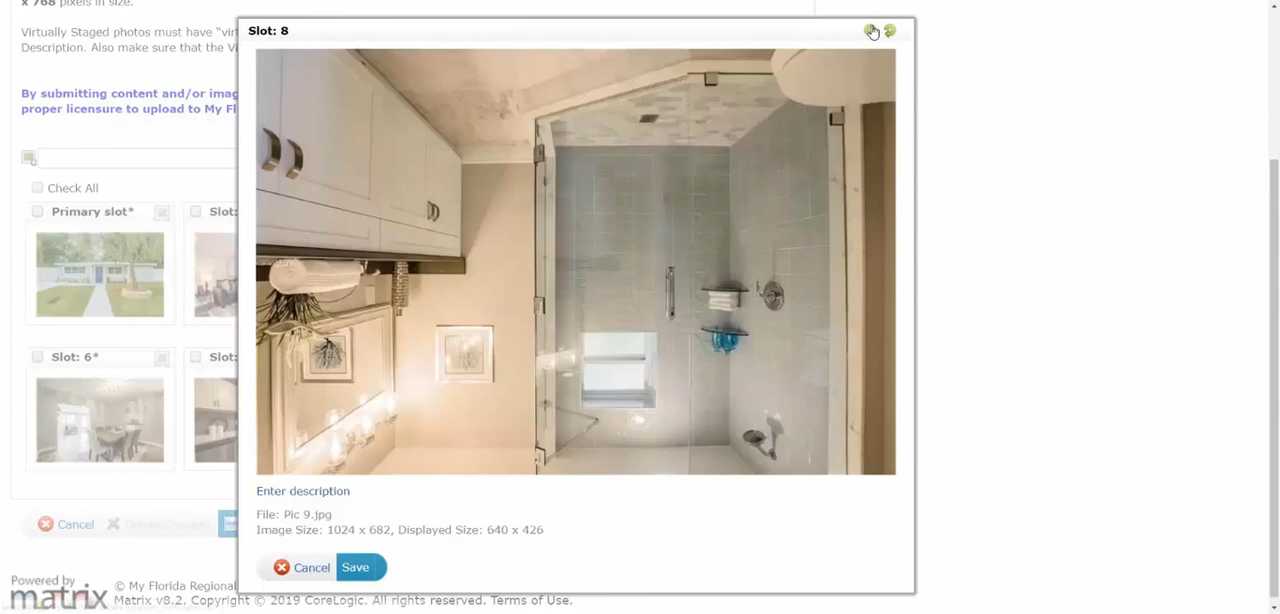 x 768 pixels in size.
Slot: 8
Virtually Staged photos must have "vir
Description. Also make sure that the Vi
By submitting content and/or imag
proper licensure to upload to My Fl
Check All
Primary slot*
Slot:
Slot: 6*
Slot:
Enter description
File: Pic 9.jpg
Image Size: 1024 x 682, Displayed Size: 640 x 426
Cancel
Cancel Save
Powered by
matrix
© My Florida Regional
Matrix v8.2. Copyright © 2019 CoreLogic. All rights reserved. Terms of Use.